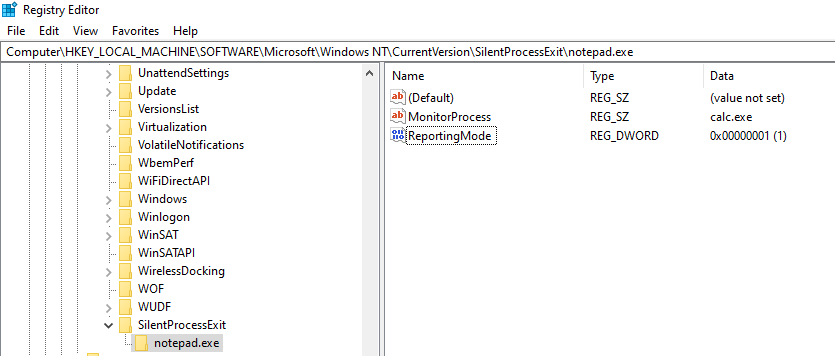 Registry Editor
File Edit View Favorites Help
Computer\HKEY_LOCAL_MACHINE\SOFTWARE\Microsoft\Windows NT\CurrentVersion\SilentProcessExit\notepad.exe
UnattendSettings
Update
VersionsList
Virtualization
VolatileNotifications
WbemPerf
WiFiDirectAPI
Windows
Winlogon
WinSAT
WinSATAPI
WirelessDocking
WOF
WUDF
SilentProcessExit
notepad.exe
Name Type Data
ab (Default) REG_SZ (value not set)
ab MonitorProcess REG_SZ calc.exe
ReportingMode REG_DWORD 0x00000001 (1)